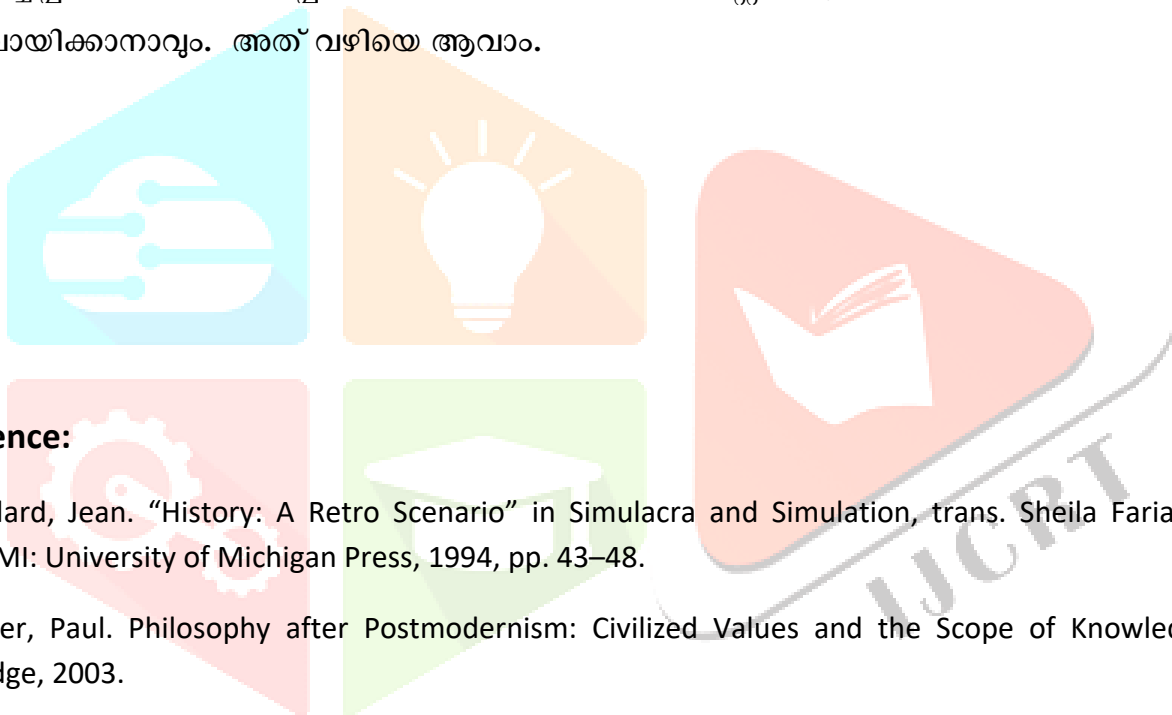 ായിക്കാനാവും. അത് വഴിയെ ആവാം.
ence:
lard, Jean. “History: A Retro Scenario” in Simulacra and Simulation, trans. Sheila Faria
MI: University of Michigan Press, 1994, pp. 43–48.
er, Paul. Philosophy after Postmodernism: Civilized Values and the Scope of Knowled
dge, 2003.
IJCRT